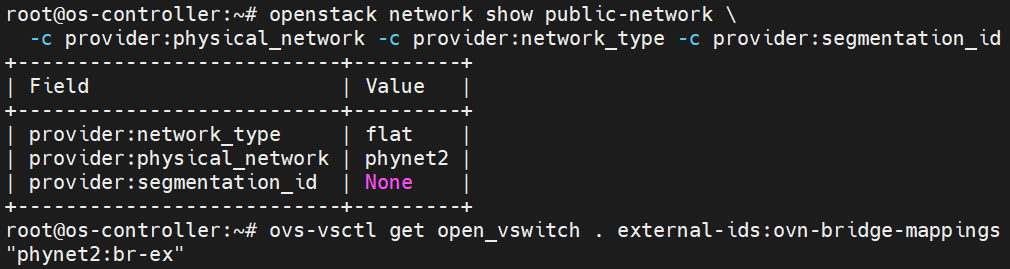 root@os-controller:~# openstack network show public-network \
  -c provider:physical_network -c provider:network_type -c provider:segmentation_id
+---------------------------+---------+
| Field                     | Value   |
+---------------------------+---------+
| provider:network_type     | flat    |
| provider:physical_network | phynet2 |
| provider:segmentation_id  | None    |
+---------------------------+---------+
root@os-controller:~# ovs-vsctl get open_vswitch . external-ids:ovn-bridge-mappings
"phynet2:br-ex"